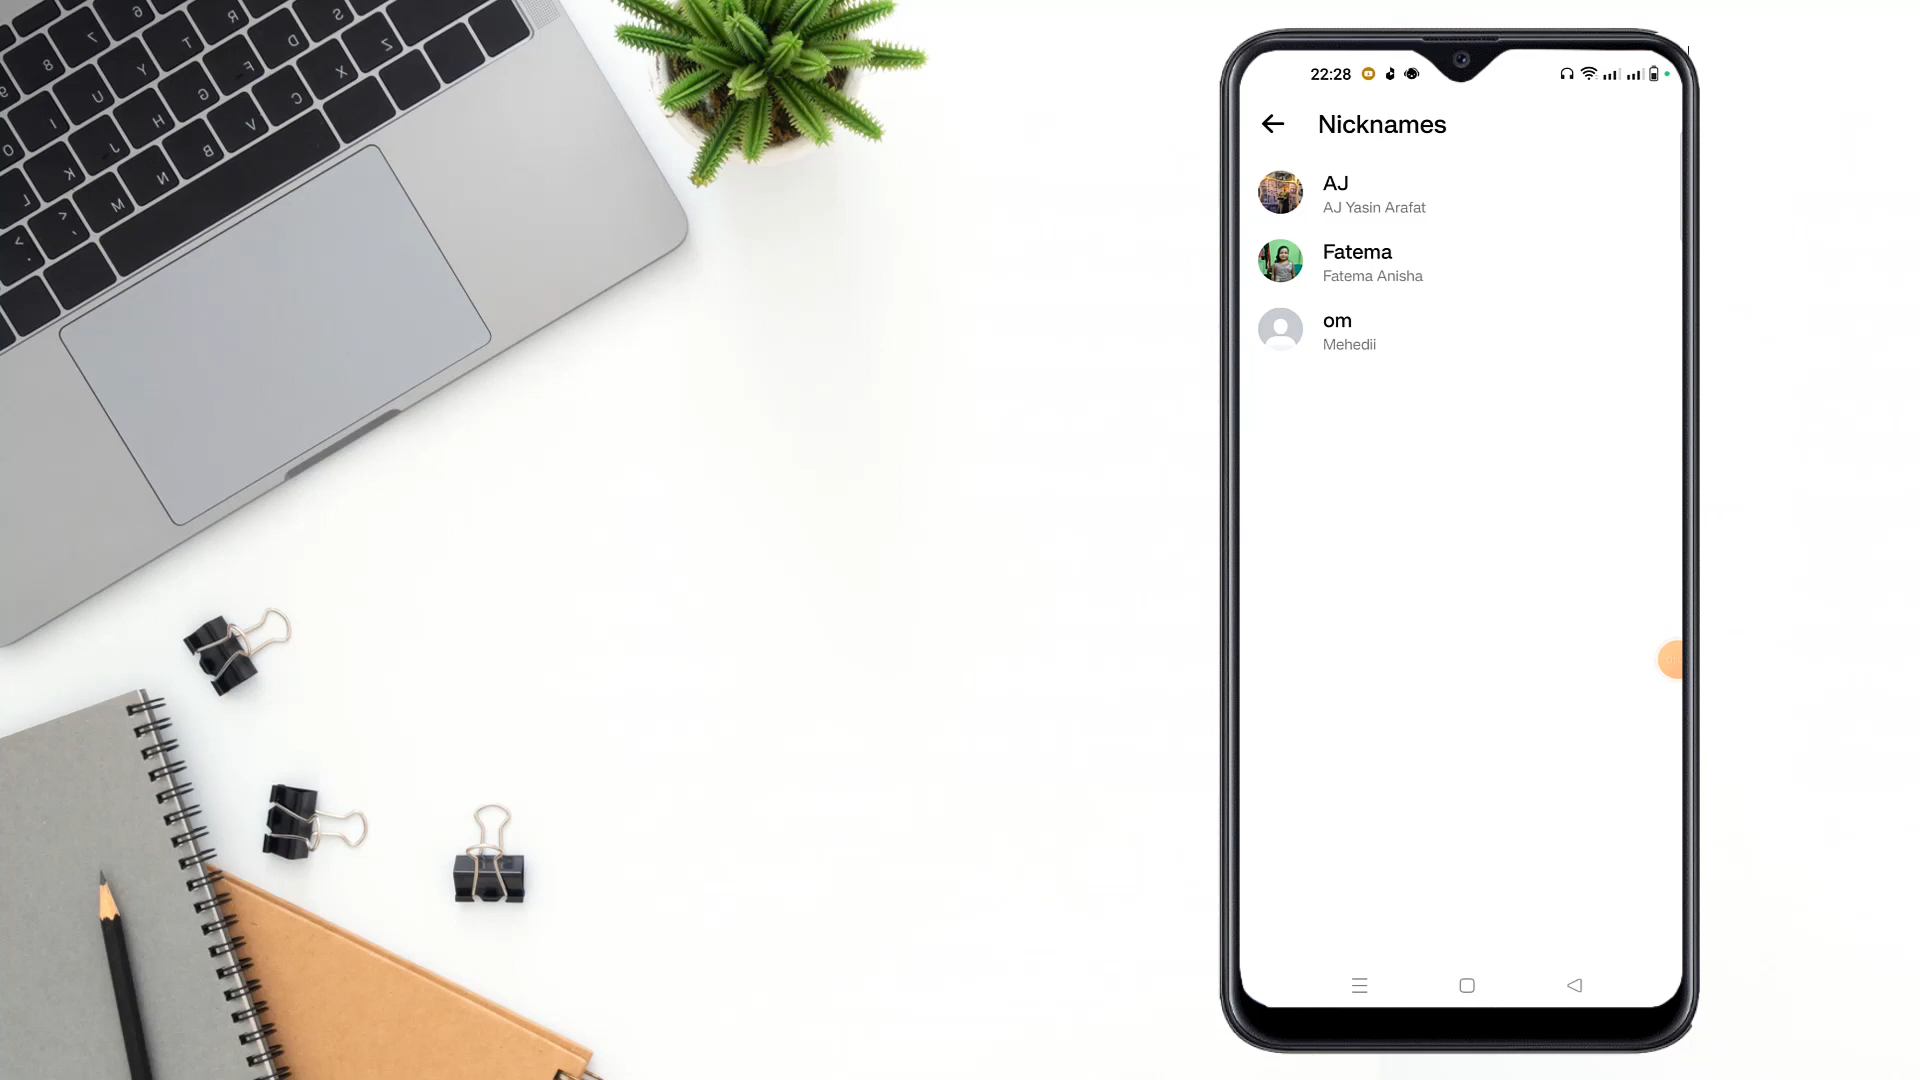 22:28
Nicknames
AJ
AJ Yasin Arafat
Fatema
Fatema Anisha
om
Mehedii